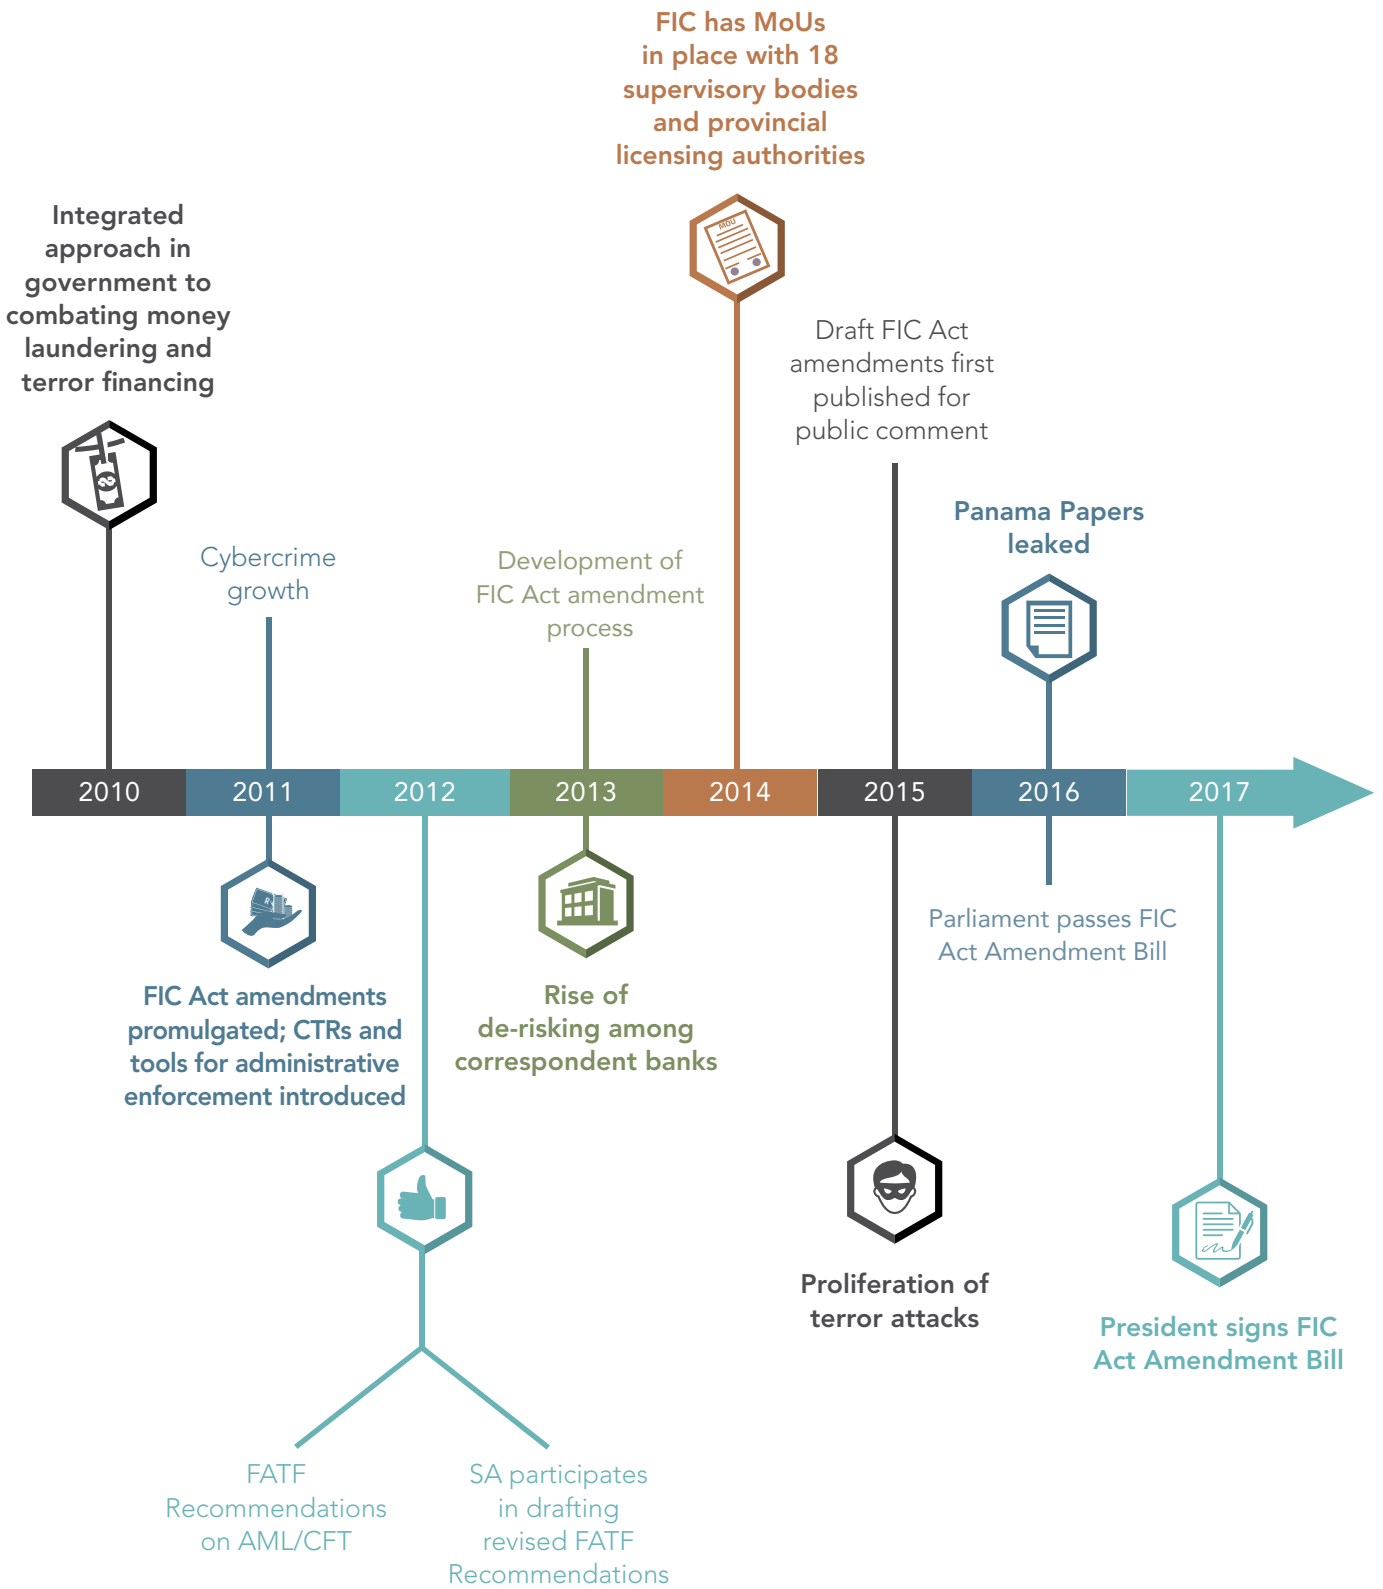 FIC has MoUs
in place with 18
supervisory bodies
and provincial
licensing authorities
MOU
Integrated
approach in
government to
combating money
laundering and
terror financing
Draft FIC Act
amendments first
published for
public comment
Panama Papers
leaked
Cybercrime
growth
Development of
FIC Act amendment
process
2010 2011 2012 2013 2014 2015 2016 2017
FIC Act amendments
promulgated; CTRs and
tools for administrative
enforcement introduced
Rise of
de-risking among
correspondent banks
Parliament passes FIC
Act Amendment Bill
Proliferation of
terror attacks
President signs FIC
Act Amendment Bill
FATF
Recommendations
on AML/CFT
SA participates
in drafting
revised FATF
Recommendations